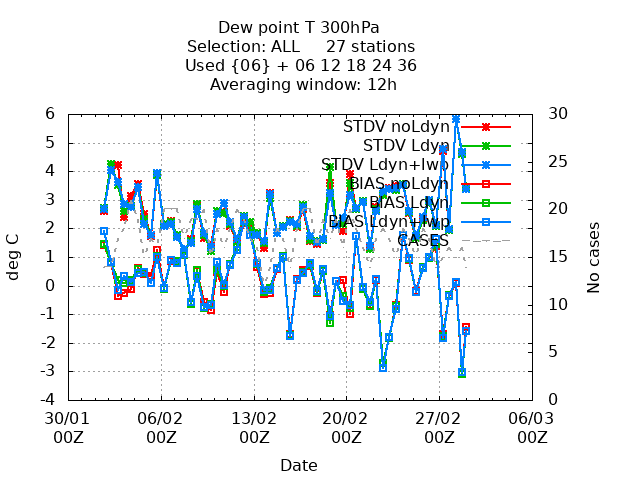 Dew point T 300hPa
Selection: ALL     27 stations
Used {06} + 06 12 18 24 36
Averaging window: 12h
6
5
4
3
2
1
0
-1
-2
-3
-4
deg C
30
25
20
15
10
5
0
No cases
STDV noLdyn
STDV Ldyn
STDV Ldyn+lwp
BIAS noLdyn
BIAS Ldyn
BIAS Ldyn+lwp
CASES
30/01 06/02 13/02 20/02 27/02 06/03
00Z 00Z 00Z 00Z 00Z 00Z
Date